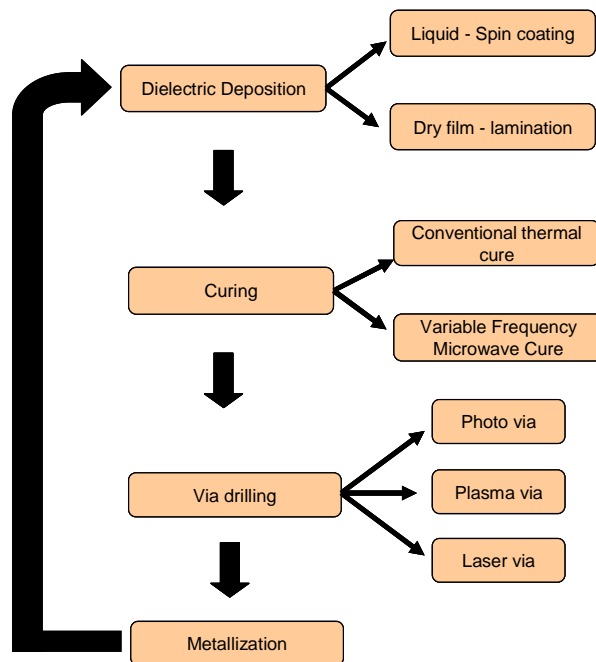 Liquid - Spin coating
Dielectric Deposition
Dry film - lamination
Conventional thermal
cure
Curing
Variable Frequency
Microwave Cure
Photo via
Via drilling
Plasma via
Laser via
Metallization